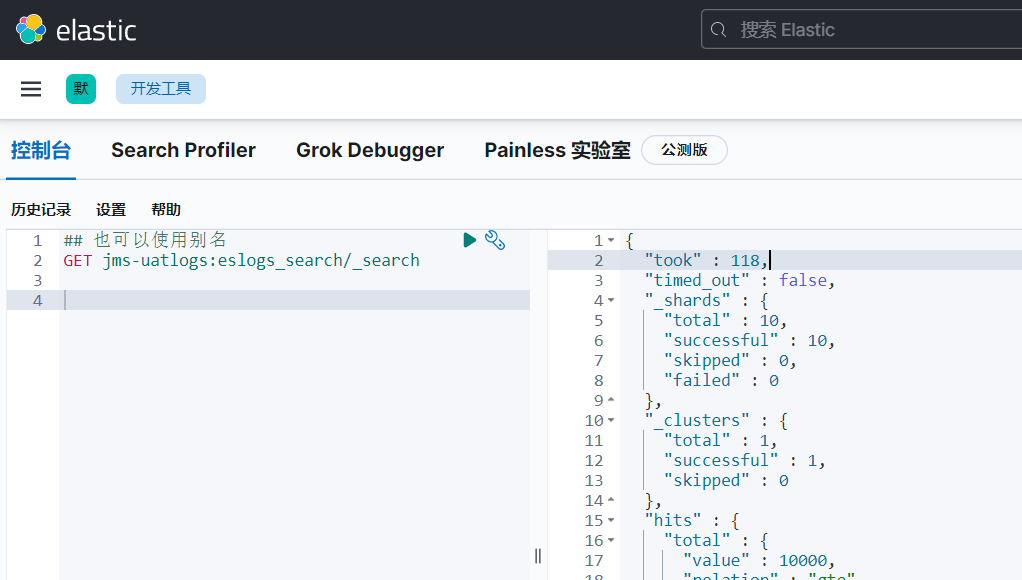 elastic
搜索 Elastic
默
开发工具
控制台 Search Profiler Grok Debugger Painless 实验室 公测版
历史记录 设置 帮助
1 ## 也可以使用别名
2 GET jms-uatlogs:eslogs_search/_search
3
4
1 {
2 "took" : 118,
3 "timed_out" : false,
4 "_shards" : {
5 "total" : 10,
6 "successful" : 10,
7 "skipped" : 0,
8 "failed" : 0
9 },
10 "_clusters" : {
11 "total" : 1,
12 "successful" : 1,
13 "skipped" : 0
14 },
15 "hits" : {
16 "total" : {
17 "value" : 10000,
18 "relation" : "gte"